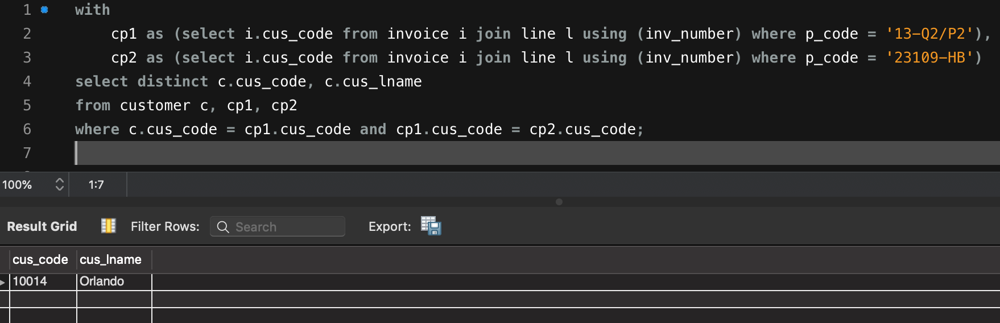 1 with
2 cp1 as (select i.cus_code from invoice i join line l using (inv_number) where p_code = '13-Q2/P2'),
3 cp2 as (select i.cus_code from invoice i join line l using (inv_number) where p_code = '23109-HB')
4 select distinct c.cus_code, c.cus_lname
5 from customer c, cp1, cp2
6 where c.cus_code = cp1.cus_code and cp1.cus_code = cp2.cus_code;
7
100% 1:7
Result Grid Filter Rows: Search Export:
cus_code cus_lname
10014 Orlando